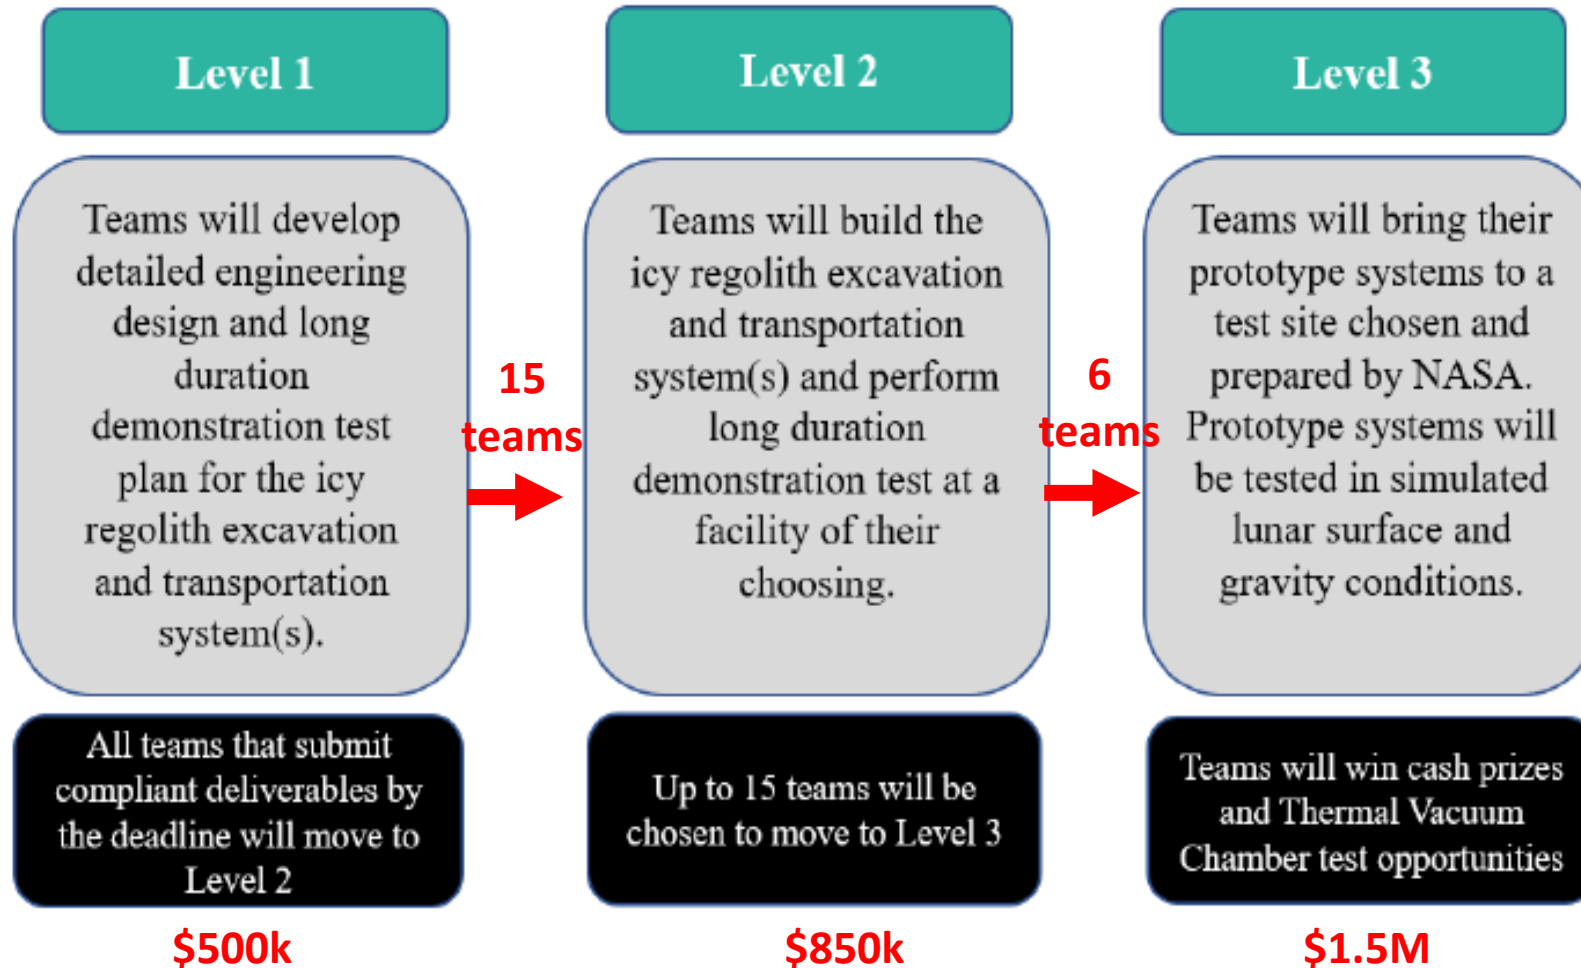 Level 1
Teams will develop
detailed engineering
design and long
duration
demonstration test
plan for the icy
regolith excavation
and transportation
system(s).
All teams that submit
compliant deliverables by
the deadline will move to
Level 2
$500k
15
teams
Level 2
Teams will build the
icy regolith excavation
and transportation
system(s) and perform
long duration
demonstration test at a
facility of their
choosing.
Up to 15 teams will be
chosen to move to Level 3
$850k
6
teams
Level 3
Teams will bring their
prototype systems to a
test site chosen and
prepared by NASA.
Prototype systems will
be tested in simulated
lunar surface and
gravity conditions.
Teams will win cash prizes
and Thermal Vacuum
Chamber test opportunities
$1.5M